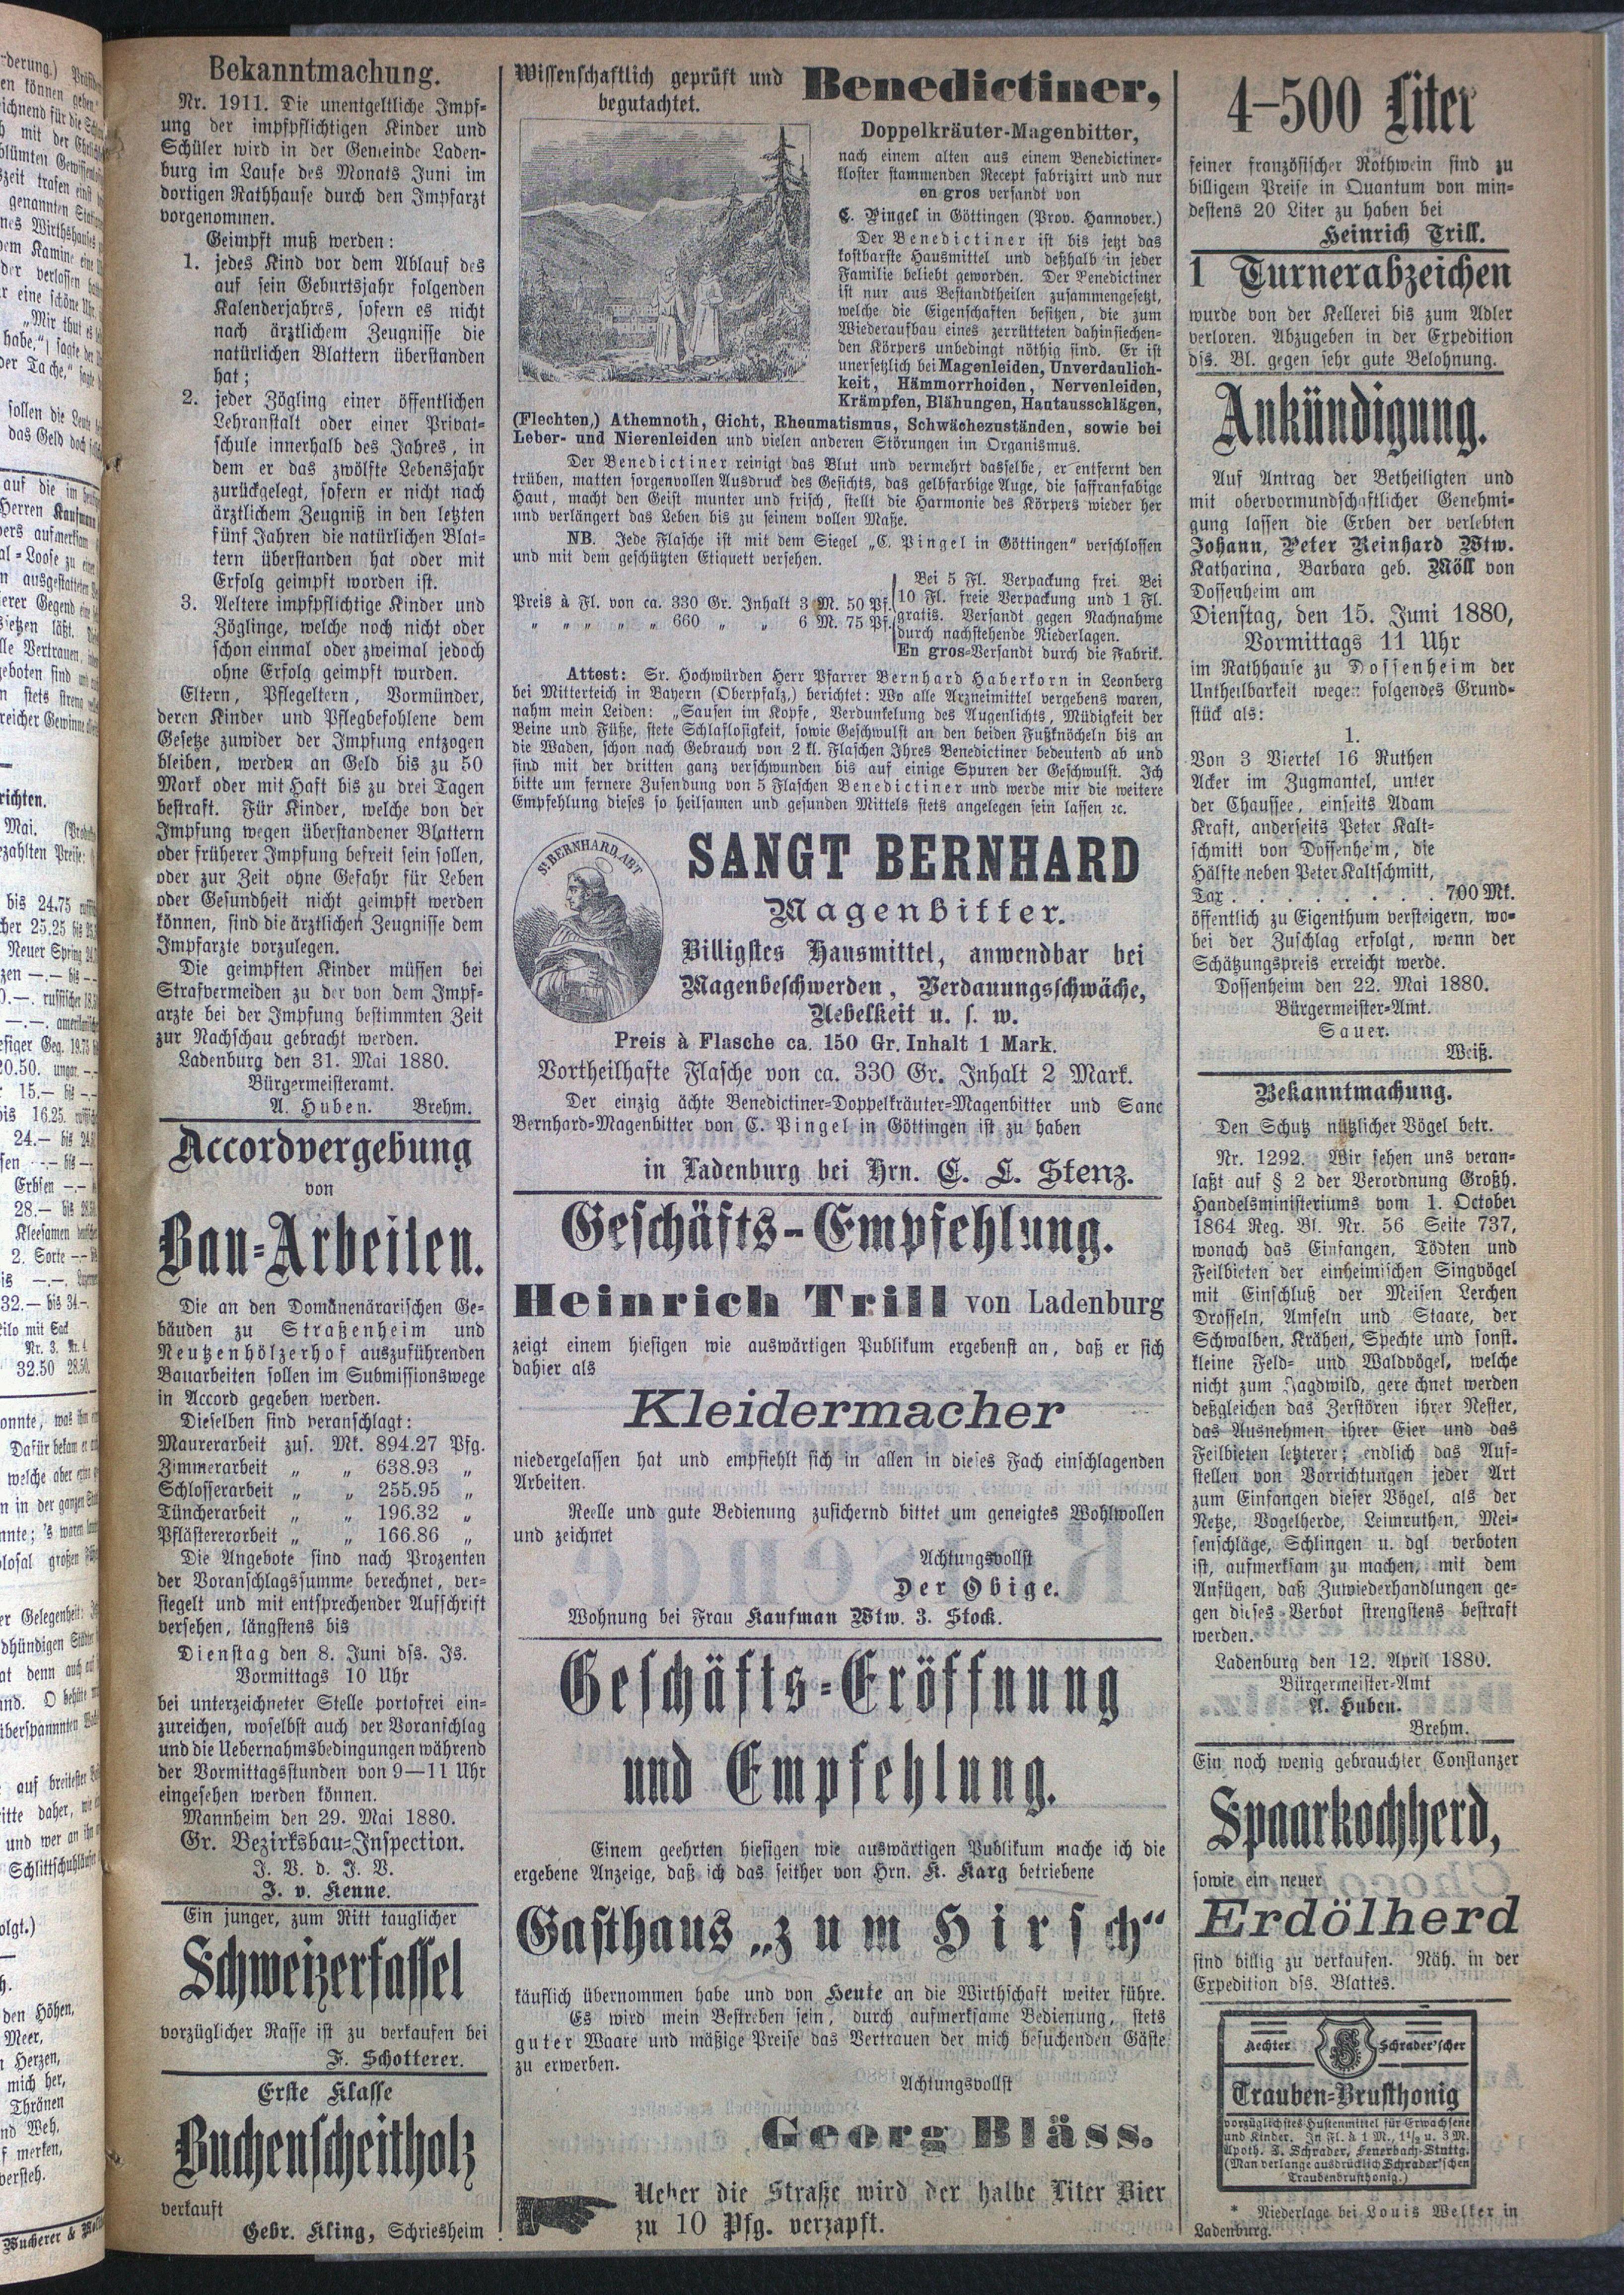 Bekanntmachung.
Nr. 1911. Die unentgeltliche Impf-
ung der impfpflichtigen Kinder und
Schüler wird in der Gemeinde Laden-
burg im Laufe des Monats Juni im
dortigen Rathhause durch den Impfarzt
vorgenommen.
Geimpft muß werden:
1. jedes Kind vor dem Ablauf des
auf sein Geburtsjahr folgenden
Kalenderjahres, sofern es nicht
nach ärztlichem Zeugnisse die
natürlichen Blattern überstanden
hat;
2. jeder Zögling einer öffentlichen
Lehranstalt oder einer Privat-
schule innerhalb des Jahres, in
dem er das zwölfte Lebensjahr
zurückgelegt, sofern er nicht nach
ärztlichem Zeugniß in den letzten
fünf Jahren die natürlichen Blat-
tern überstanden hat oder mit
Erfolg geimpft worden ist.
3. Aeltere impfpflichtige Kinder und
Zöglinge, welche noch nicht oder
schon einmal oder zweimal jedoch
ohne Erfolg geimpft wurden.
Eltern, Pflegeltern, Vormünder,
deren Kinder und Pflegbefohlene dem
Gesetze zuwider der Impfung entzogen
bleiben, werden an Geld bis zu 50
Mark oder mit Haft bis zu drei Tagen
bestraft. Für Kinder, welche von der
Impfung wegen überstandener Blattern
oder früherer Impfung befreit sein sollen,
oder zur Zeit ohne Gefahr für Leben
oder Gesundheit nicht geimpft werden
können, sind die ärztlichen Zeugnisse dem
Impfarzte vorzulegen.
Die geimpften Kinder müssen bei
Strafvermeiden zu der von dem Impf-
arzte bei der Impfung bestimmten Zeit
zur Nachschau gebracht werden.
Ladenburg den 31. Mai 1880.
Bürgermeisteramt.
A. Huben. Brehm.
Accordvergebung
von
Bau-Arbeiten.
Die an den Domänenärarischen Ge-
bäuden zu Straßenheim und
Neutzenhölzerhof auszuführenden
Bauarbeiten sollen im Submissionswege
in Accord gegeben werden.
Dieselben sind veranschlagt:
Maurerarbeit zus. Mk. 894.27 Pfg.
Zimmerarbeit „ „ 638.93 „
Schlosserarbeit „ „ 255.95 „
Tüncherarbeit „ „ 196.32 „
Pflästererarbeit „ „ 166.86 „
Die Angebote sind nach Prozenten
der Voranschlagssumme berechnet, ver-
siegelt und mit entsprechender Aufschrift
versehen, längstens bis
Dienstag den 8. Juni dss. Js.
Vormittags 10 Uhr
bei unterzeichneter Stelle portofrei ein-
zureichen, woselbst auch der Voranschlag
und die Uebernahmsbedingungen während
der Vormittagsstunden von 9—11 Uhr
eingesehen werden können.
Mannheim den 29. Mai 1880.
Gr. Bezirksbau-Inspection.
J. V. d. J. V.
J. v. Kenne.
Ein junger, zum Ritt tauglicher
Schweizerfassel
vorzüglicher Rasse ist zu verkaufen bei
F. Schotterer.
Erste Klasse
Buchenscheitholz
verkauft
Gebr. Kling, Schriesheim
Wissenschaftlich geprüft und
begutachtet.
Benedictiner,
Doppelkräuter-Magenbitter,
nach einem alten aus einem Benedictiner-
kloster stammenden Recept fabrizirt und nur
en gros versandt von
C. Pingel in Göttingen (Prov. Hannover.)
Der Benedictiner ist bis jetzt das
kostbarste Hausmittel und deßhalb in jeder
Familie beliebt geworden. Der Benedictiner
ist nur aus Bestandtheilen zusammengesetzt,
welche die Eigenschaften besitzen, die zum
Wiederaufbau eines zerrütteten dahinsiechen-
den Körpers unbedingt nöthig sind. Er ist
unersetzlich bei Magenleiden, Unverdaulich-
keit, Hämmorrhoiden, Nervenleiden,
Krämpfen, Blähungen, Hautausschlägen,
(Flechten,) Athemnoth, Gicht, Rheumatismus, Schwächezuständen, sowie bei
Leber- und Nierenleiden und vielen anderen Störungen im Organismus.
Der Benedictiner reinigt das Blut und vermehrt dasselbe, er entfernt den
trüben, matten sorgenvollen Ausdruck des Gesichts, das gelbfarbige Auge, die saffranfabige
Haut, macht den Geist munter und frisch, stellt die Harmonie des Körpers wieder her
und verlängert das Leben bis zu seinem vollen Maße.
NB. Jede Flasche ist mit dem Siegel „C. Pingel in Göttingen“ verschlossen
und mit dem geschützten Etiquett versehen.
Preis à Fl. von ca. 330 Gr. Inhalt 3 M. 50 Pf.
„ „ „ „ „ 660 „ „ 6 M. 75 Pf.
Bei 5 Fl. Verpackung frei. Bei
10 Fl. freie Verpackung und 1 Fl.
gratis. Versandt gegen Nachnahme
durch nachstehende Niederlagen.
En gros-Versandt durch die Fabrik.
Attest: Sr. Hochwürden Herr Pfarrer Bernhard Haberkorn in Leonberg
bei Mitterteich in Bayern (Oberpfalz,) berichtet: Wo alle Arzneimittel vergebens waren,
nahm mein Leiden: „Sausen im Kopfe, Verdunkelung des Augenlichts, Müdigkeit der
Beine und Füße, stete Schlaflosigkeit, sowie Geschwulst an den beiden Fußknöcheln bis an
die Waden, schon nach Gebrauch von 2 kl. Flaschen Ihres Benedictiner bedeutend ab und
sind mit der dritten ganz verschwunden bis auf einige Spuren der Geschwulst. Ich
bitte um fernere Zusendung von 5 Flaschen Benedictiner und werde mir die weitere
Empfehlung dieses so heilsamen und gesunden Mittels stets angelegen sein lassen ꝛc.
ST. BERNHARD. ABT
SANGT BERNHARD
Magenbitter.
Billigstes Hausmittel, anwendbar bei
Magenbeschwerden, Verdauungsschwäche,
Uebelkeit u. s. w.
Preis à Flasche ca. 150 Gr. Inhalt 1 Mark.
Vortheilhafte Flasche von ca. 330 Gr. Inhalt 2 Mark.
Der einzig ächte Benedictiner-Doppelkräuter-Magenbitter und Sanc
Bernhard-Magenbitter von C. Pingel in Göttingen ist zu haben
in Ladenburg bei Hrn. C. L. Stenz.
Geschäfts-Empfehlung.
Heinrich Trill von Ladenburg
zeigt einem hiesigen wie auswärtigen Publikum ergebenst an, daß er sich
dahier als
Kleidermacher
niedergelassen hat und empfiehlt sich in allen in dieses Fach einschlagenden
Arbeiten.
Reelle und gute Bedienung zusichernd bittet um geneigtes Wohlwollen
und zeichnet
Achtungsvollst
Der Obige.
Wohnung bei Frau Kaufman Wtw. 3. Stock.
Geschäfts-Eröffnung
und Empfehlung.
Einem geehrten hiesigen wie auswärtigen Publikum mache ich die
ergebene Anzeige, daß ich das seither von Hrn. K. Karg betriebene
Gasthaus „zum Hirsch“
käuflich übernommen habe und von Heute an die Wirthschaft weiter führe.
Es wird mein Bestreben sein, durch aufmerksame Bedienung, stets
guter Waare und mäßige Preise das Vertrauen der mich besuchenden Gäste
zu erwerben.
Achtungsvollst
Georg Bläss.
Ueber die Straße wird der halbe Liter Bier
zu 10 Pfg. verzapft.
4-500 Liter
feiner französischer Rothwein sind zu
billigem Preise in Quantum von min-
destens 20 Liter zu haben bei
Heinrich Trill.
1 Turnerabzeichen
wurde von der Kellerei bis zum Adler
verloren. Abzugeben in der Expedition
dss. Bl. gegen sehr gute Belohnung.
Ankündigung.
Auf Antrag der Betheiligten und
mit obervormundschaftlicher Genehmi-
gung lassen die Erben der verlebten
Johann, Peter Reinhard Wtw.
Katharina, Barbara geb. Möll von
Dossenheim am
Dienstag, den 15. Juni 1880,
Vormittags 11 Uhr
im Rathhause zu Dossenheim der
Untheilbarkeit wegen folgendes Grund-
stück als:
1.
Von 3 Viertel 16 Ruthen
Acker im Zugmantel, unter
der Chaussee, einseits Adam
Kraft, anderseits Peter Kalt-
schmitt von Dossenheim, die
Hälfte neben Peter Kaltschmitt,
Tax . . . . . . . 700 Mk.
öffentlich zu Eigenthum versteigern, wo-
bei der Zuschlag erfolgt, wenn der
Schätzungspreis erreicht werde.
Dossenheim den 22. Mai 1880.
Bürgermeister-Amt.
Sauer.
Weiß.
Bekanntmachung.
Den Schutz nützlicher Vögel betr.
Nr. 1292. Wir sehen uns veran-
laßt auf § 2 der Verordnung Großh.
Handelsministeriums vom 1. October
1864 Reg. Bl. Nr. 56 Seite 737,
wonach das Einfangen, Tödten und
Feilbieten der einheimischen Singvögel
mit Einschluß der Meisen Lerchen
Drosseln, Amseln und Staare, der
Schwalben, Krähen, Spechte und sonst.
kleine Feld- und Waldvögel, welche
nicht zum Jagdwild, gerechnet werden
deßgleichen das Zerstören ihrer Nester,
das Ausnehmen ihrer Eier und das
Feilbieten letzterer; endlich das Auf-
stellen von Vorrichtungen jeder Art
zum Einfangen dieser Vögel, als der
Netze, Vogelherde, Leimruthen, Mei-
senschläge, Schlingen u. dgl verboten
ist, aufmerksam zu machen, mit dem
Anfügen, daß Zuwiederhandlungen ge-
gen dieses Verbot strengstens bestraft
werden.
Ladenburg den 12. April 1880.
Bürgermeister-Amt
A. Huben.
Brehm.
Ein noch wenig gebrauchter Constanzer
Spaarkochherd,
sowie ein neuer
Erdölherd
sind billig zu verkaufen. Näh. in der
Expedition dss. Blattes.
Aechter Schrader'scher
Trauben-Brusthonig
vorzüglichstes Hustenmittel für Erwachsene
und Kinder. In Fl. à 1 M., 1½ u. 3 M.
Apoth. J. Schrader, Feuerbach-Stuttg.
(Man verlange ausdrücklich Schrader'schen
Traubenbrusthonig.)
* Niederlage bei Louis Weller in
Ladenburg.